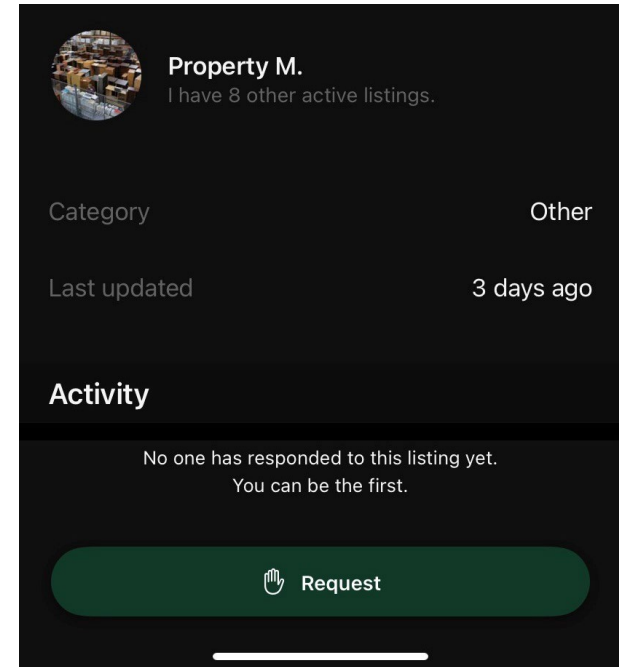 Property M.
I have 8 other active listings.
Category
Other
Last updated
3 days ago
Activity
No one has responded to this listing yet.
You can be the first.
Request